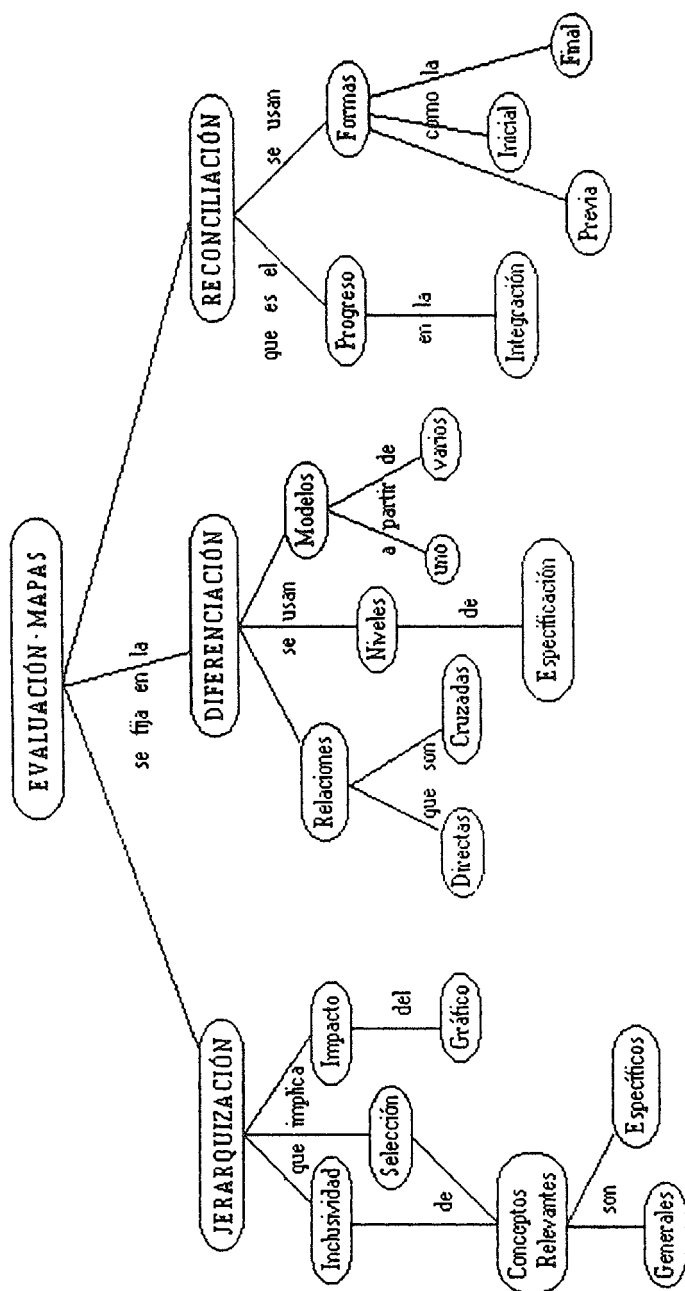 EVALUACIÓN·MAPAS
se fija en la
JERARQUIZACIÓN
que implica
Inclusividad
Selección
Impacto
de
del
Gráfico
Conceptos
Relevantes
son
Generales
Específicos
DIFERENCIACIÓN
se usan
Relaciones
Niveles
Modelos
que son
Directas
Cruzadas
de
Especificación
a partir de
uno
varios
RECONCILIACIÓN
que es el
se usan
Progreso
en la
Integración
Formas
como la
Previa
Inicial
Final